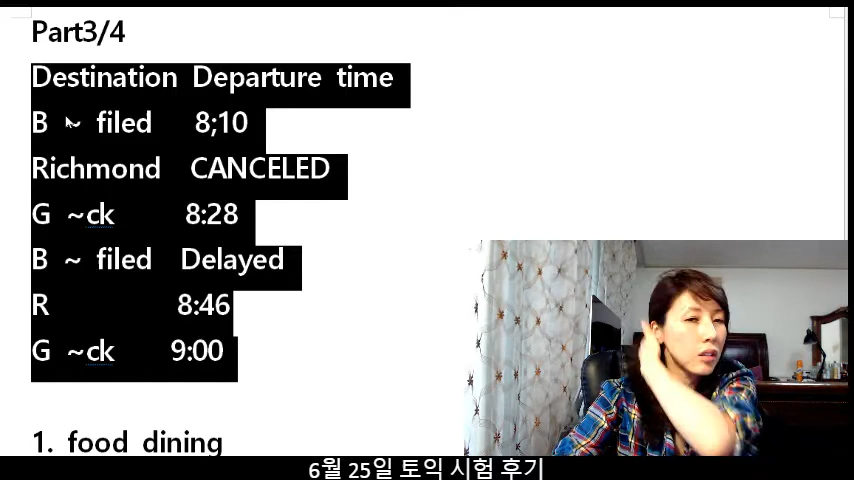 Part3/4
Destination Departure time
B ~ filed 8;10
Richmond CANCELED
G ~ck 8:28
B ~ filed Delayed
R 8:46
G ~ck 9:00
1. food dining
6월 25일 토익 시험 후기